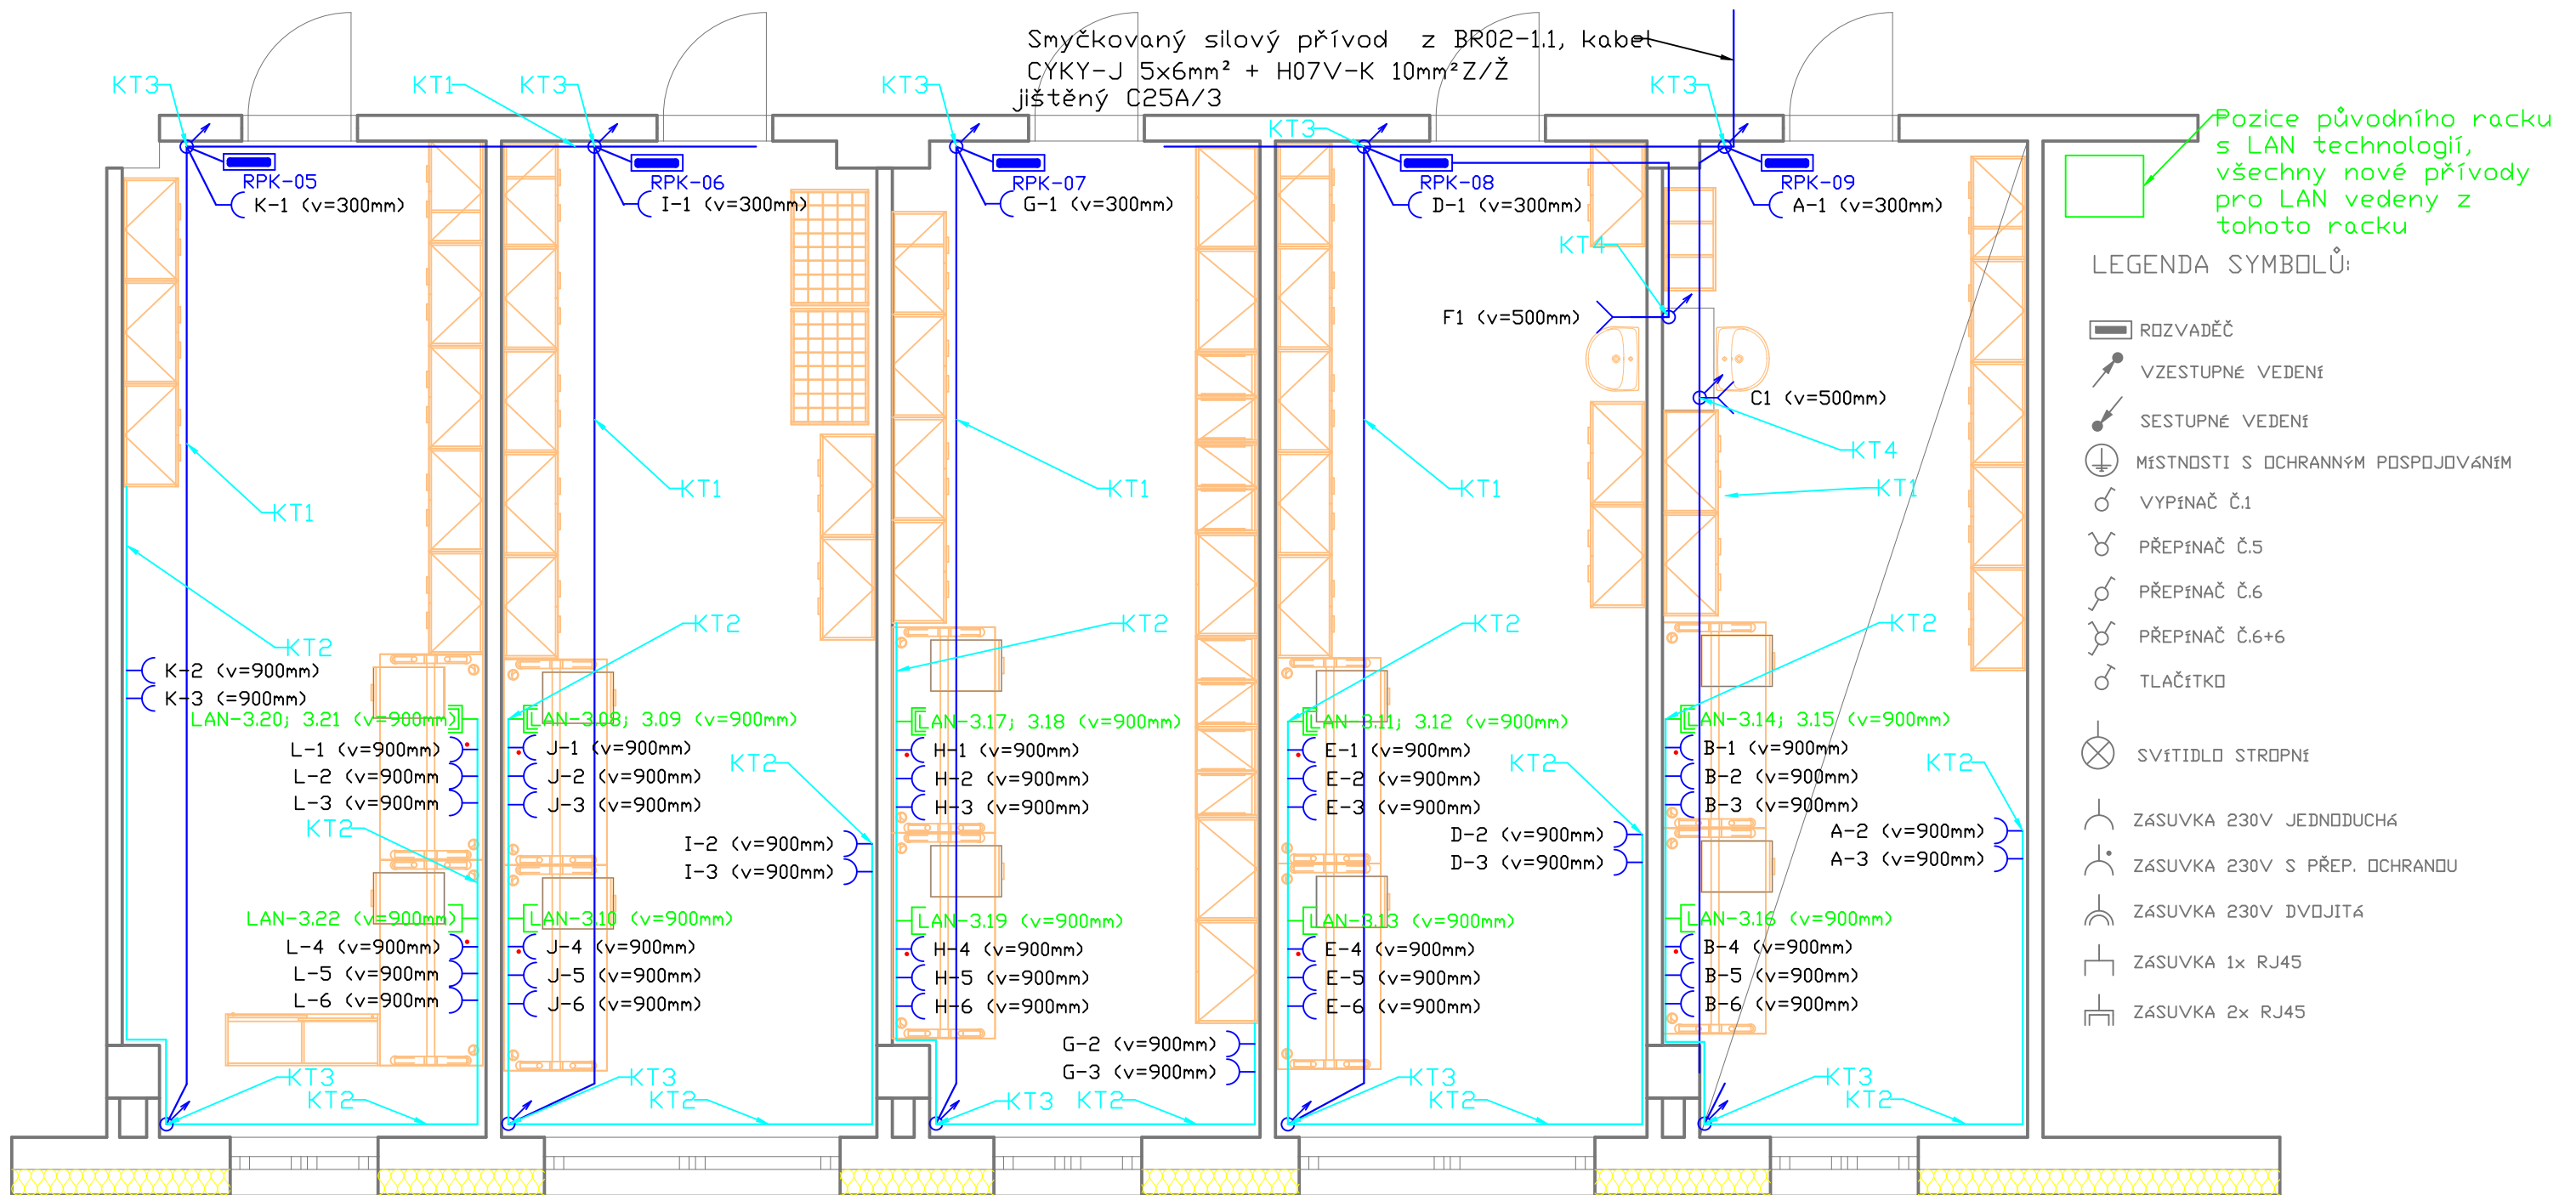 Smyčkovaný silový přívod z BR02-1.1, kabel
CYKY-J 5x6mm² + H07V-K 10mm²Z/Ž
jištěný C25A/3
KT3
KT1
KT3
KT3
KT3
KT3
Pozice původního racku
s LAN technologií,
všechny nové přívody
pro LAN vedeny z
tohoto racku
RPK-05
K-1 (v=300mm)
RPK-06
I-1 (v=300mm)
RPK-07
G-1 (v=300mm)
RPK-08
D-1 (v=300mm)
RPK-09
A-1 (v=300mm)
KT4
F1 (v=500mm)
C1 (v=500mm)
KT4
KT1
KT1
KT1
KT1
KT1
KT2
KT2
KT2
KT2
KT2
K-2 (v=900mm)
K-3 (=900mm)
LAN-3.20; 3.21 (v=900mm)
L-1 (v=900mm)
L-2 (v=900mm
L-3 (v=900mm
KT2
LAN-3.22 (v=900mm)
L-4 (v=900mm)
L-5 (v=900mm
L-6 (v=900mm
KT3
KT2
LAN-3.08; 3.09 (v=900mm)
J-1 (v=900mm)
J-2 (v=900mm)
J-3 (v=900mm)
KT2
I-2 (v=900mm)
I-3 (v=900mm)
LAN-3.10 (v=900mm)
J-4 (v=900mm)
J-5 (v=900mm)
J-6 (v=900mm)
KT3
KT2
LAN-3.17; 3.18 (v=900mm)
H-1 (v=900mm)
H-2 (v=900mm)
H-3 (v=900mm)
LAN-3.19 (v=900mm)
H-4 (v=900mm)
H-5 (v=900mm)
H-6 (v=900mm)
G-2 (v=900mm)
G-3 (v=900mm)
KT3
KT2
LAN-3.11; 3.12 (v=900mm)
E-1 (v=900mm)
E-2 (v=900mm)
E-3 (v=900mm)
KT2
D-2 (v=900mm)
D-3 (v=900mm)
LAN-3.13 (v=900mm)
E-4 (v=900mm)
E-5 (v=900mm)
E-6 (v=900mm)
KT3
KT2
LAN-3.14; 3.15 (v=900mm)
B-1 (v=900mm)
B-2 (v=900mm)
B-3 (v=900mm)
KT2
A-2 (v=900mm)
A-3 (v=900mm)
LAN-3.16 (v=900mm)
B-4 (v=900mm)
B-5 (v=900mm)
B-6 (v=900mm)
KT3
KT2
LEGENDA SYMBOLŮ:
ROZVADĚČ
VZESTUPNÉ VEDENÍ
SESTUPNÉ VEDENÍ
MÍSTNOSTI S OCHRANNÝM POSPOJOVÁNÍM
VYPÍNAČ Č.1
PŘEPÍNAČ Č.5
PŘEPÍNAČ Č.6
PŘEPÍNAČ Č.6+6
TLAČÍTKO
SVÍTIDLO STROPNÍ
ZÁSUVKA 230V JEDNODUCHÁ
ZÁSUVKA 230V S PŘEP. OCHRANOU
ZÁSUVKA 230V DVOJITÁ
ZÁSUVKA 1x RJ45
ZÁSUVKA 2x RJ45